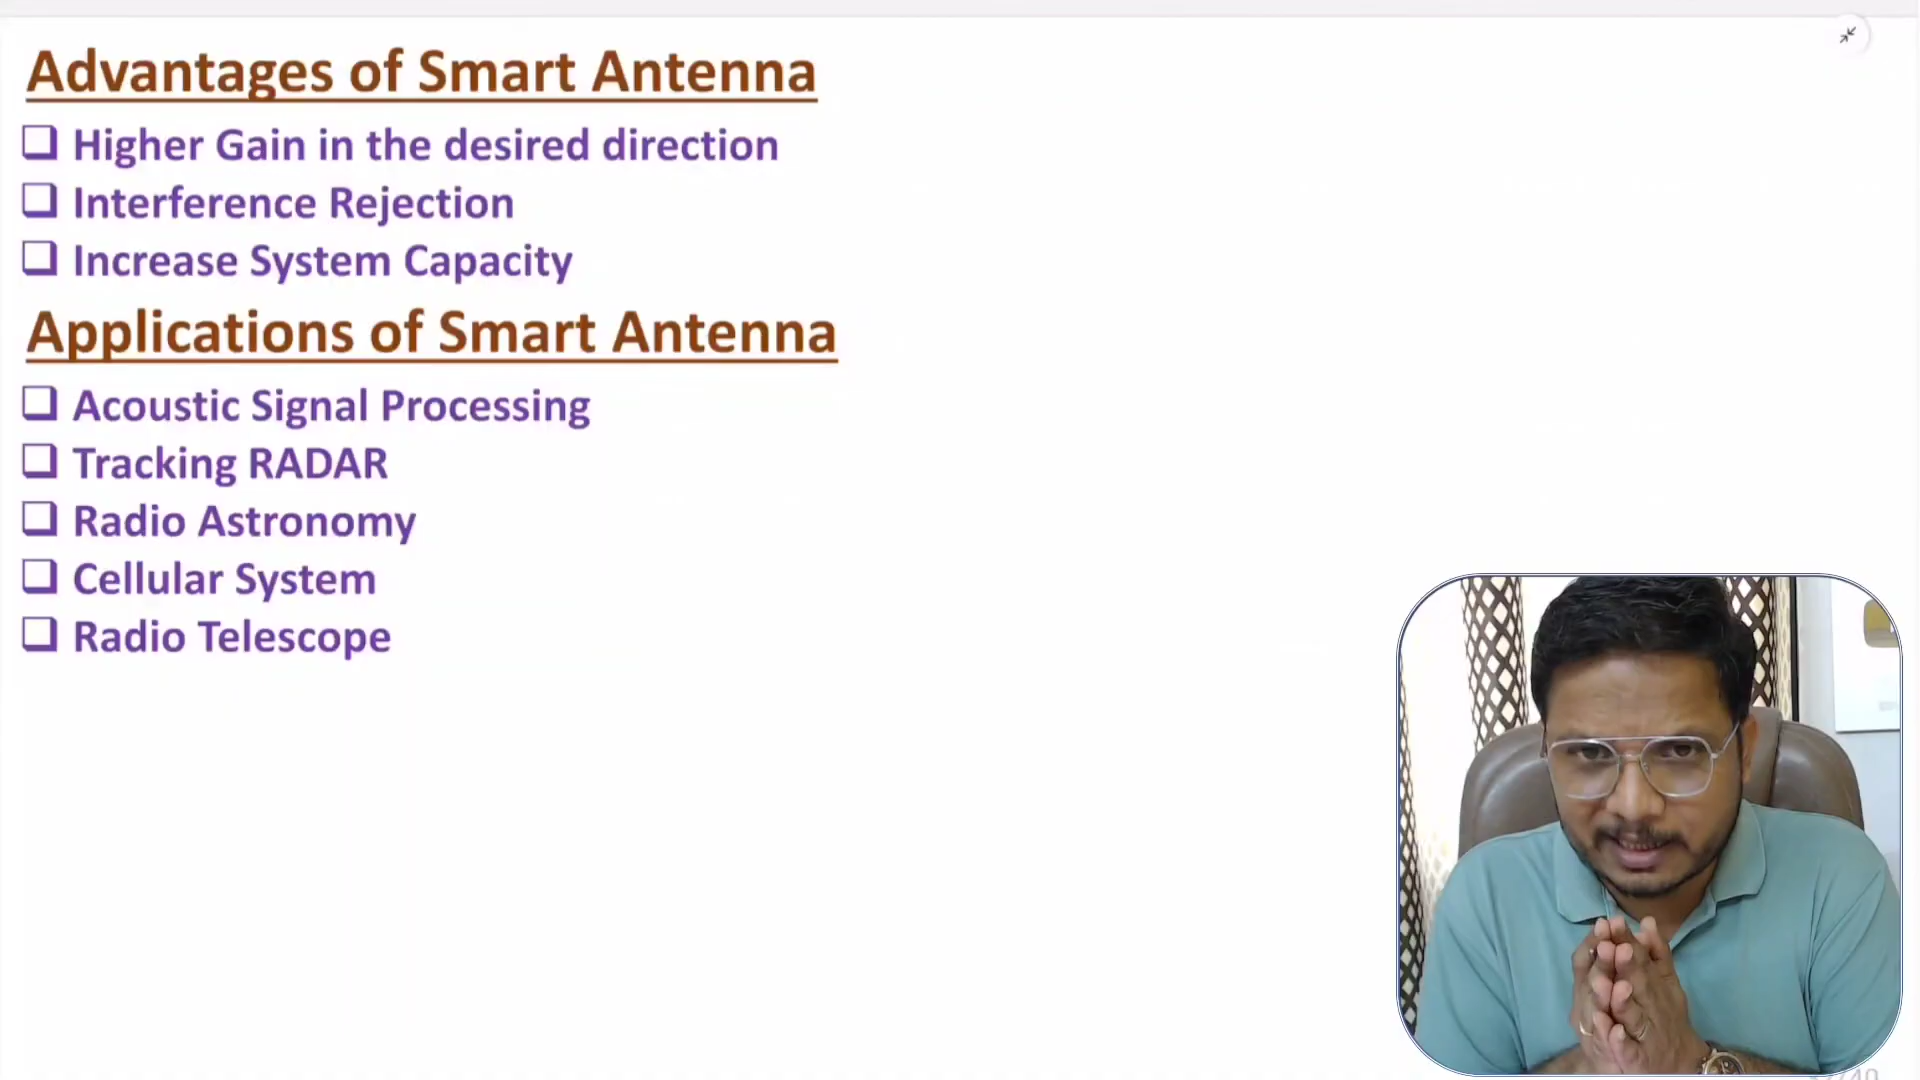 Advantages of Smart Antenna
Higher Gain in the desired direction
Interference Rejection
Increase System Capacity
Applications of Smart Antenna
Acoustic Signal Processing
Tracking RADAR
Radio Astronomy
Cellular System
Radio Telescope